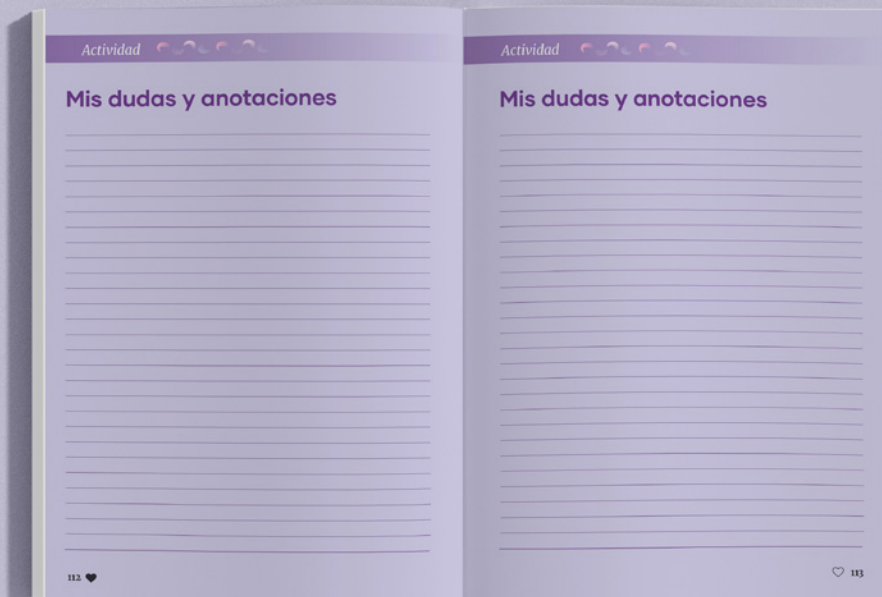 Actividad
Mis dudas y anotaciones
112
Actividad
Mis dudas y anotaciones
113